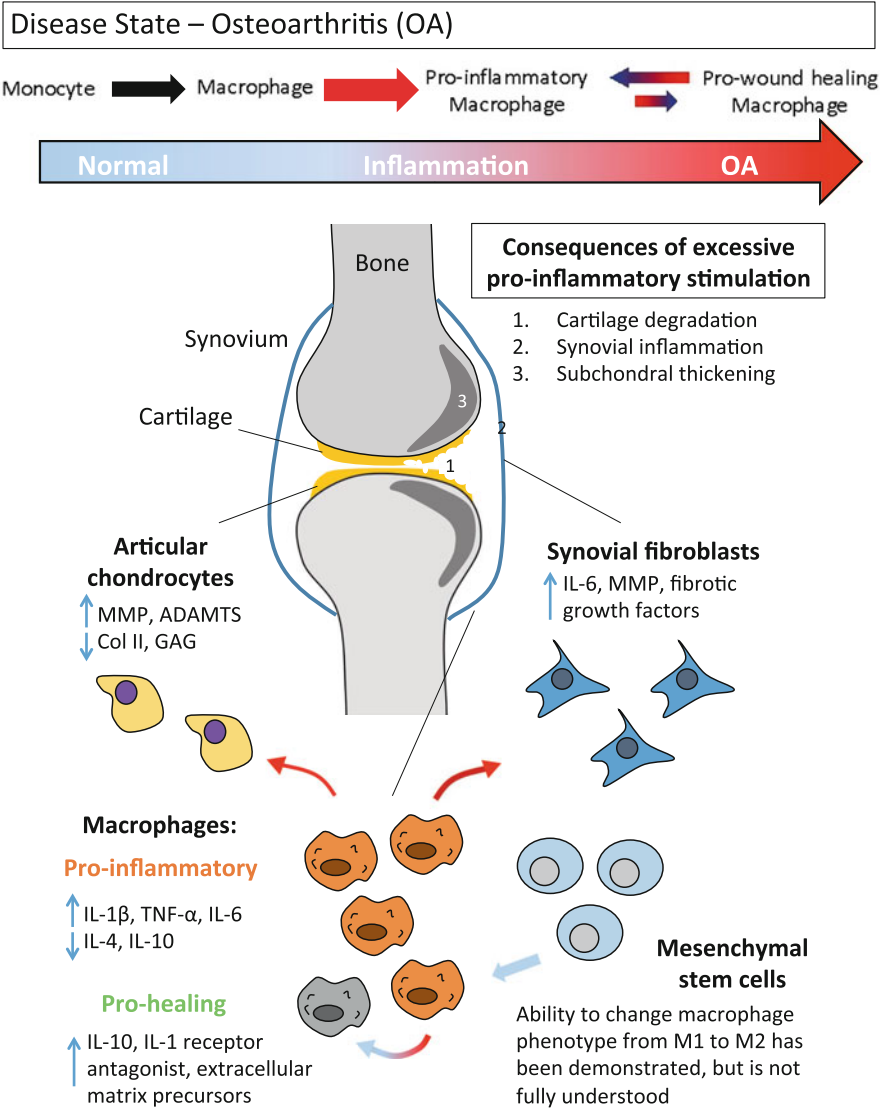 Disease State – Osteoarthritis (OA)
Monocyte
Macrophage
Pro-inflammatory
Macrophage
Pro-wound healing
Macrophage
Normal
Inflammation
OA
Consequences of excessive
pro-inflammatory stimulation
1. Cartilage degradation
2. Synovial inflammation
3. Subchondral thickening
Bone
Synovium
Cartilage
3
2
1
Articular
chondrocytes
MMP, ADAMTS
Col II, GAG
Synovial fibroblasts
IL-6, MMP, fibrotic
growth factors
Macrophages:
Pro-inflammatory
IL-1β, TNF-α, IL-6
IL-4, IL-10
Pro-healing
IL-10, IL-1 receptor
antagonist, extracellular
matrix precursors
Mesenchymal
stem cells
Ability to change macrophage
phenotype from M1 to M2 has
been demonstrated, but is not
fully understood